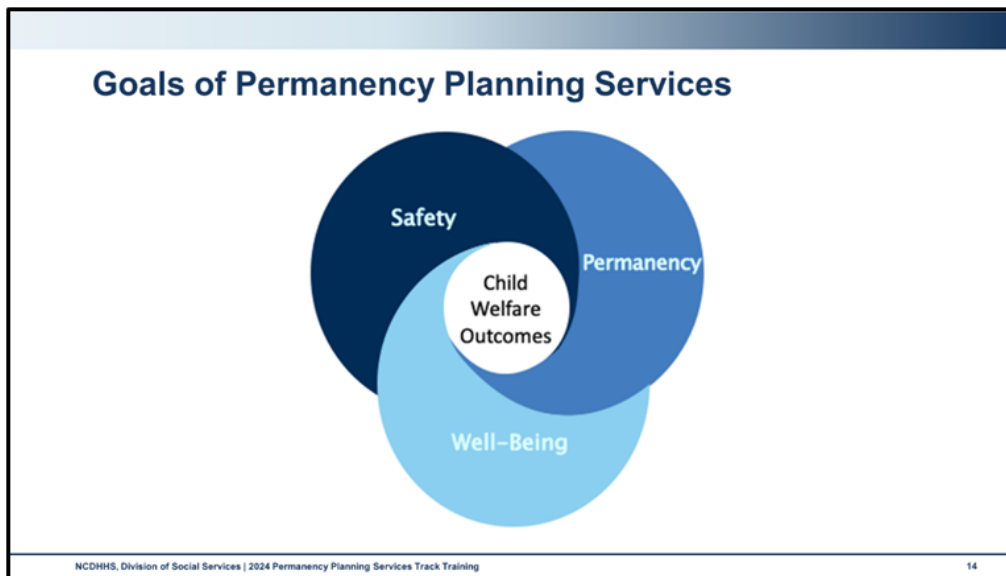 Goals of Permanency Planning Services
Safety
Permanency
Child
Welfare
Outcomes
Well-Being
NCDHHS, Division of Social Services | 2024 Permanency Planning Services Track Training
14